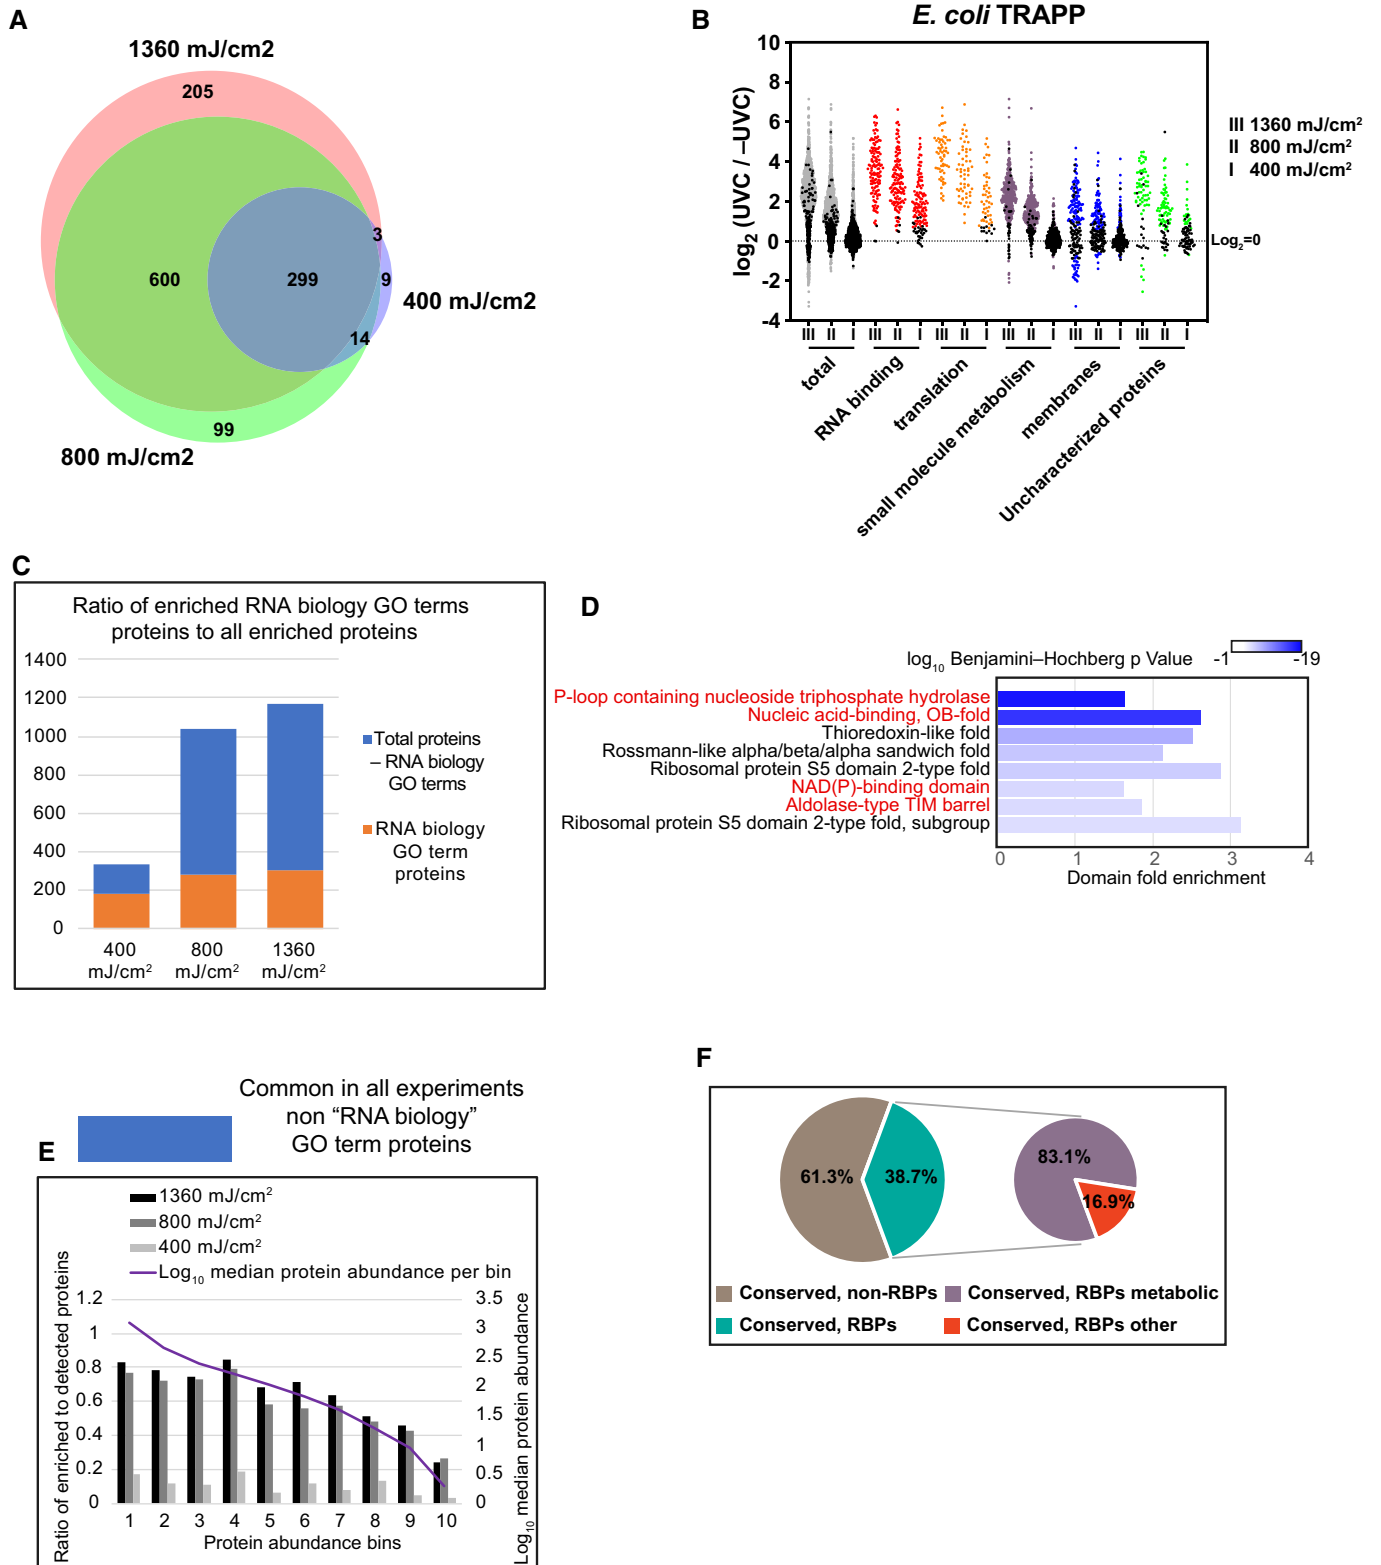 A
1360 mJ/cm2
205
3
600
299
9
400 mJ/cm2
14
99
800 mJ/cm2
B
E. coli TRAPP
log2 (UVC / –UVC)
10
8
6
4
2
0
-2
-4
Log2=0
III 1360 mJ/cm²
II 800 mJ/cm²
I 400 mJ/cm²
III II I III II I III II I III II I III II I III II I
total
RNA binding
translation
small molecule metabolism
membranes
Uncharacterized proteins
C
Ratio of enriched RNA biology GO terms
proteins to all enriched proteins
1400
1200
1000
800
600
400
200
0
400
mJ/cm²
800
mJ/cm²
1360
mJ/cm²
Total proteins
– RNA biology
GO terms
RNA biology
GO term
proteins
D
log10 Benjamini–Hochberg p Value
-1
-19
P-loop containing nucleoside triphosphate hydrolase
Nucleic acid-binding, OB-fold
Thioredoxin-like fold
Rossmann-like alpha/beta/alpha sandwich fold
Ribosomal protein S5 domain 2-type fold
NAD(P)-binding domain
Aldolase-type TIM barrel
Ribosomal protein S5 domain 2-type fold, subgroup
0 1 2 3 4
Domain fold enrichment
Common in all experiments
non “RNA biology”
GO term proteins
E
1360 mJ/cm²
800 mJ/cm²
400 mJ/cm²
Log10 median protein abundance per bin
Ratio of enriched to detected proteins
1.2
1
0.8
0.6
0.4
0.2
0
3.5
3
2.5
2
1.5
1
0.5
0
Log10 median protein abundance
1 2 3 4 5 6 7 8 9 10
Protein abundance bins
F
61.3%
38.7%
83.1%
16.9%
Conserved, non-RBPs
Conserved, RBPs metabolic
Conserved, RBPs
Conserved, RBPs other